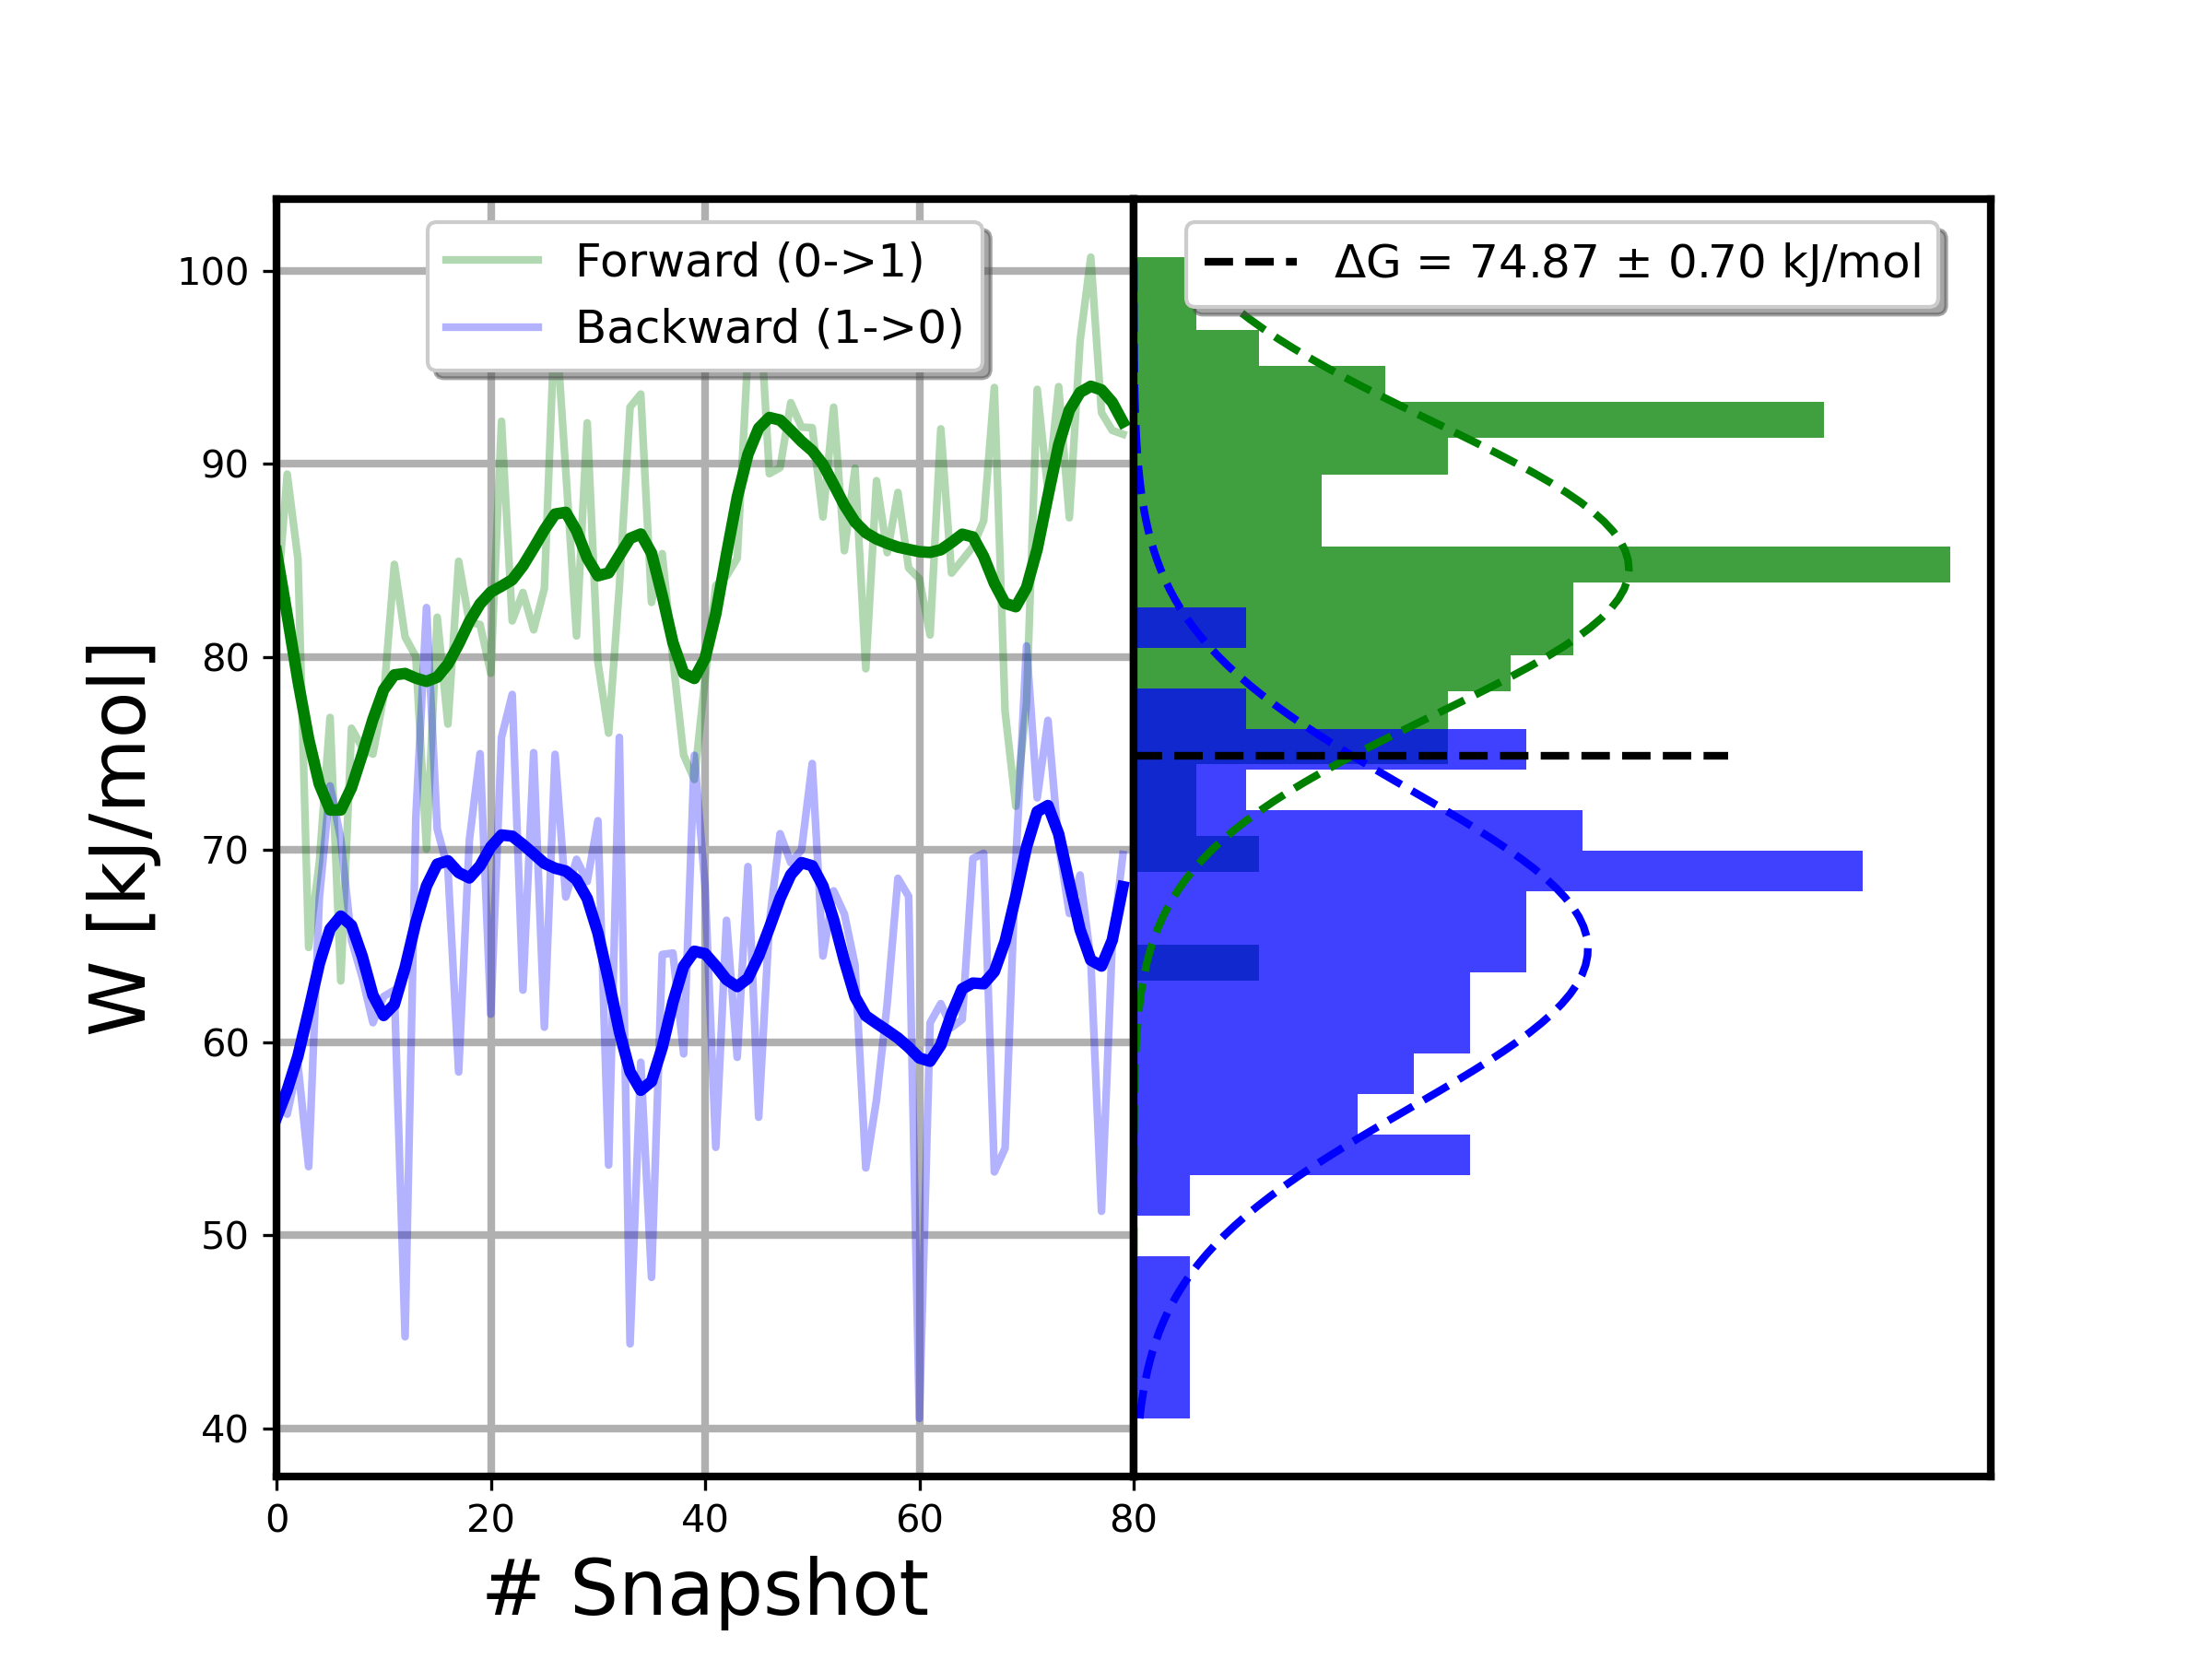 Forward (0->1)
Backward (1->0)
ΔG = 74.87 ± 0.70 kJ/mol
100
90
80
70
60
50
40
W [kJ/mol]
0 20 40 60 80
# Snapshot